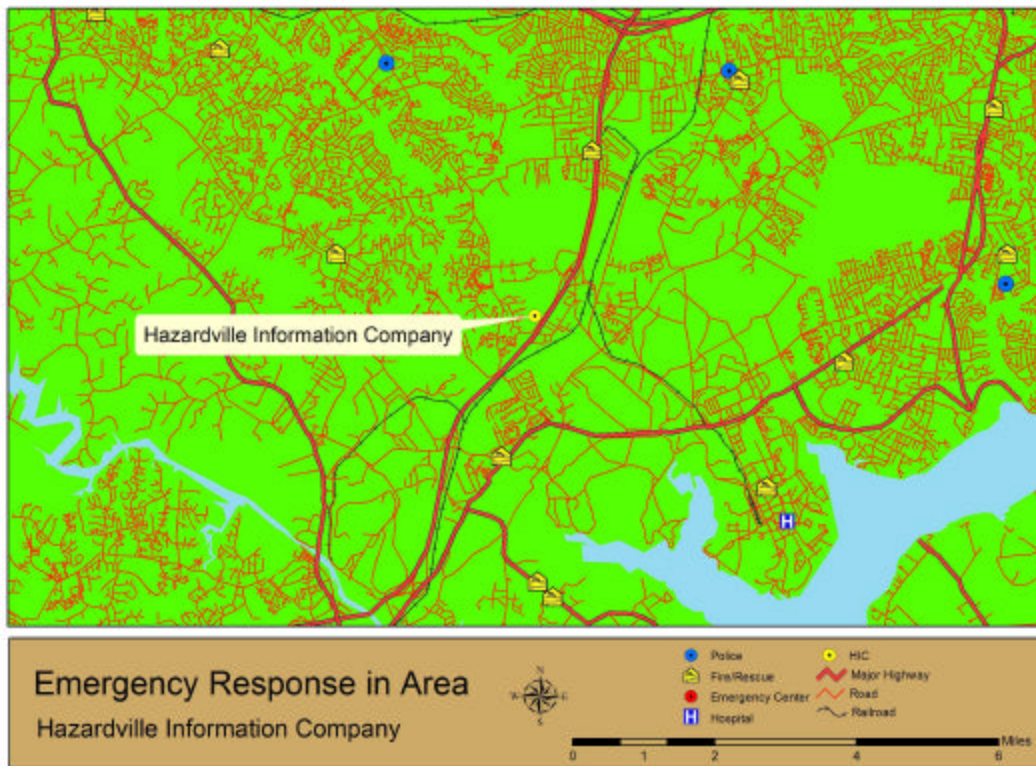 Hazardville Information Company
Emergency Response in Area
Hazardville Information Company
N
W E
S
Police
Fire/Rescue
Emergency Center
H Hospital
HIC
Major Highway
Road
Railroad
Miles
0 1 2 4 6
H